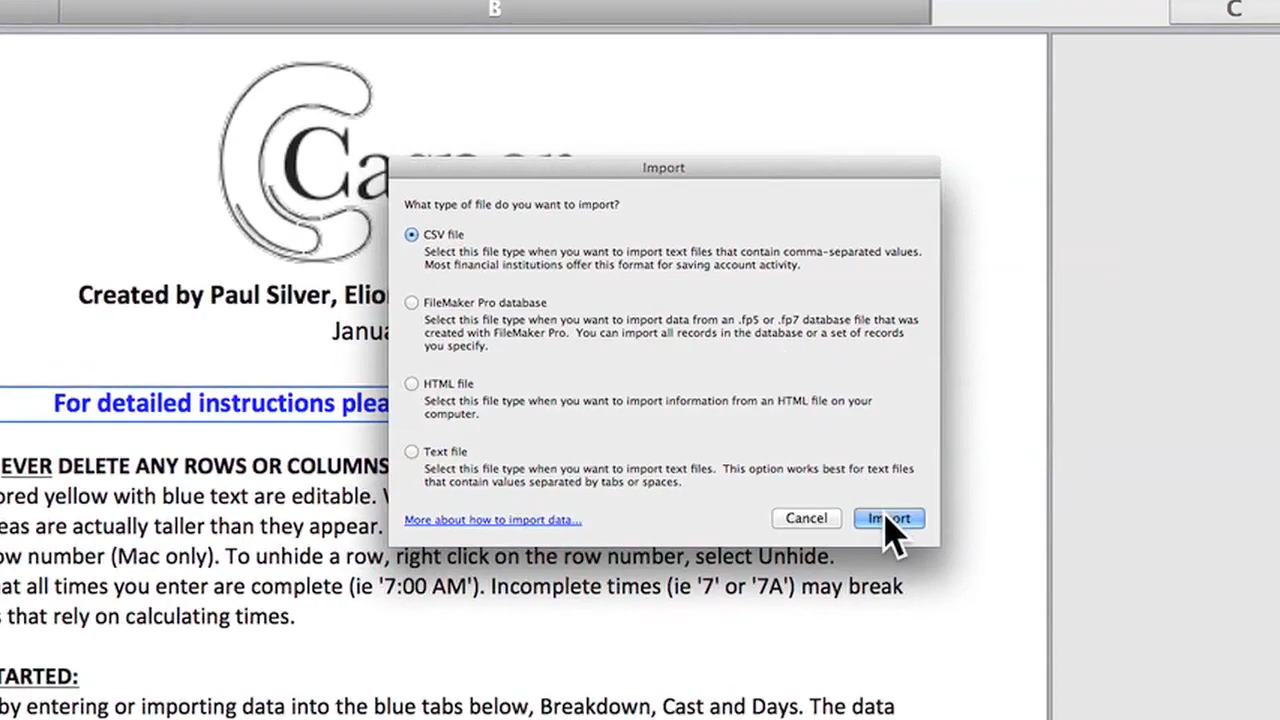 B
C
Import
What type of file do you want to import?
CSV file
Select this file type when you want to import text files that contain comma-separated values.
Most financial institutions offer this format for saving account activity.
FileMaker Pro database
Select this file type when you want to import data from an .fp5 or .fp7 database file that was
created with FileMaker Pro.  You can import all records in the database or a set of records
you specify.
HTML file
Select this file type when you want to import information from an HTML file on your
computer.
Text file
Select this file type when you want to import text files.  This option works best for text files
that contain values separated by tabs or spaces.
More about how to import data...
Cancel
Import
Created by Paul Silver, Elio
Janua
For detailed instructions plea
EVER DELETE ANY ROWS OR COLUMNS
ored yellow with blue text are editable.
eas are actually taller than they appear.
ow number (Mac only). To unhide a row, right click on the row number, select Unhide.
at all times you enter are complete (ie '7:00 AM'). Incomplete times (ie '7' or '7A') may break
s that rely on calculating times.
TARTED:
by entering or importing data into the blue tabs below, Breakdown, Cast and Days. The data